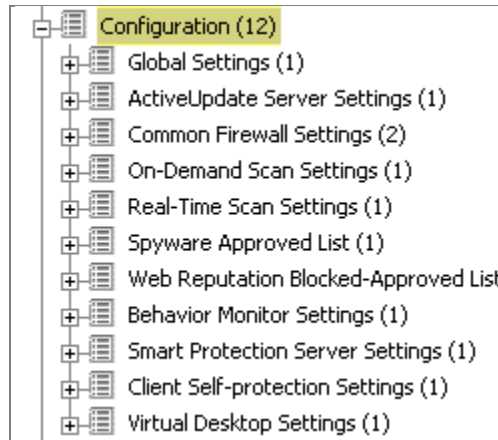 Configuration (12)
Global Settings (1)
ActiveUpdate Server Settings (1)
Common Firewall Settings (2)
On-Demand Scan Settings (1)
Real-Time Scan Settings (1)
Spyware Approved List (1)
Web Reputation Blocked-Approved List
Behavior Monitor Settings (1)
Smart Protection Server Settings (1)
Client Self-protection Settings (1)
Virtual Desktop Settings (1)